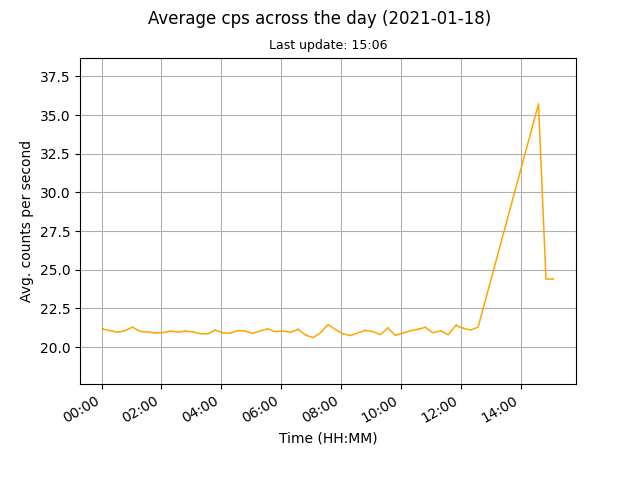 Average cps across the day (2021-01-18)
Last update: 15:06
Avg. counts per second
37.5
35.0
32.5
30.0
27.5
25.0
22.5
20.0
00:00 02:00 04:00 06:00 08:00 10:00 12:00 14:00
Time (HH:MM)